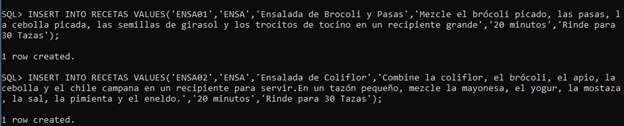 SQL> INSERT INTO RECETAS VALUES('ENSA01','ENSA','Ensalada de Brocoli y Pasas','Mezcle el brócoli picado, las pasas, l
a cebolla picada, las semillas de girasol y los trocitos de tocino en un recipiente grande','20 minutos','Rinde para
30 Tazas');
1 row created.
SQL> INSERT INTO RECETAS VALUES('ENSA02','ENSA','Ensalada de Coliflor','Combine la coliflor, el brócoli, el apio, la
cebolla y el chile campana en un recipiente para servir.En un tazón pequeño, mezcle la mayonesa, el yogur, la mostaza
, la sal, la pimienta y el eneldo.','20 minutos','Rinde para 30 Tazas');
1 row created.